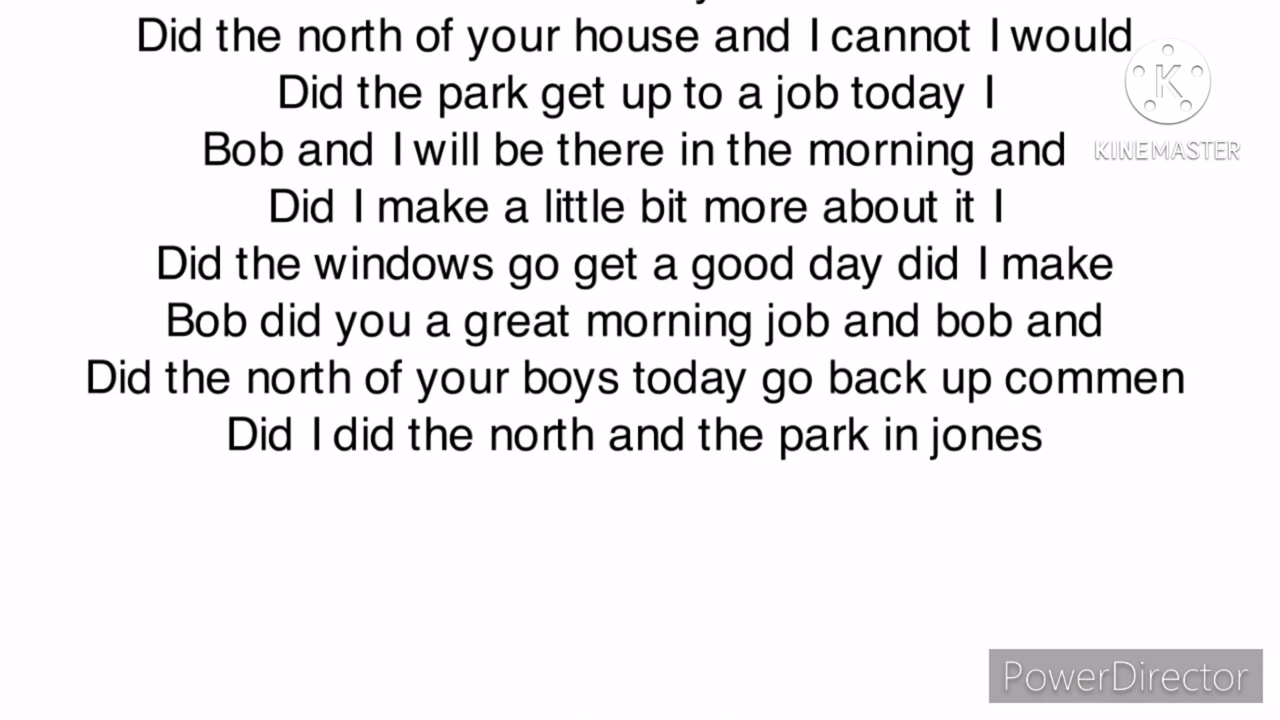 Did the north of your house and I cannot I would
Did the park get up to a job today I
Bob and I will be there in the morning and
Did I make a little bit more about it I
Did the windows go get a good day did I make
Bob did you a great morning job and bob and
Did the north of your boys today go back up commen
Did I did the north and the park in jones
K
KINEMASTER
PowerDirector